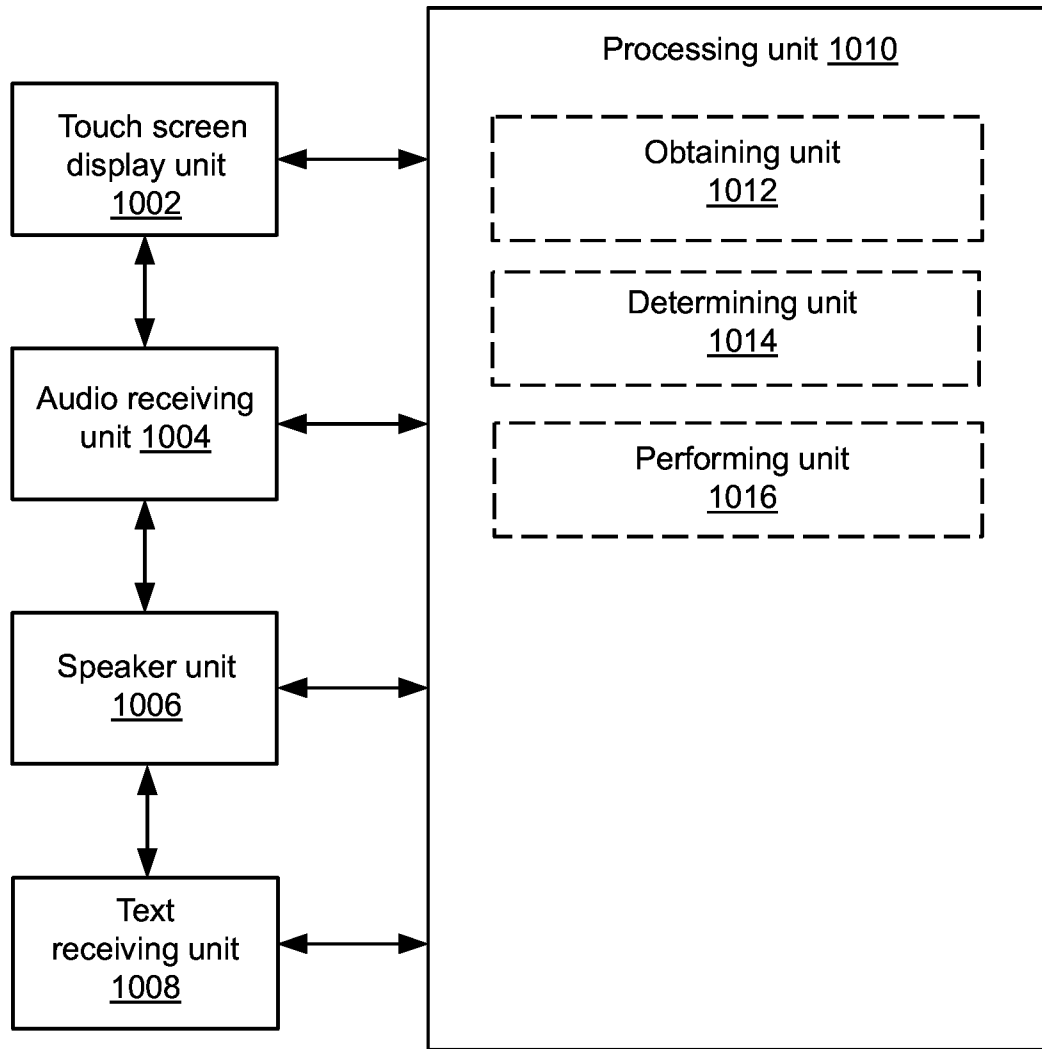 Processing unit 1010
Touch screen
display unit
1002
Obtaining unit
1012
Determining unit
1014
Audio receiving
unit 1004
Performing unit
1016
Speaker unit
1006
Text
receiving unit
1008